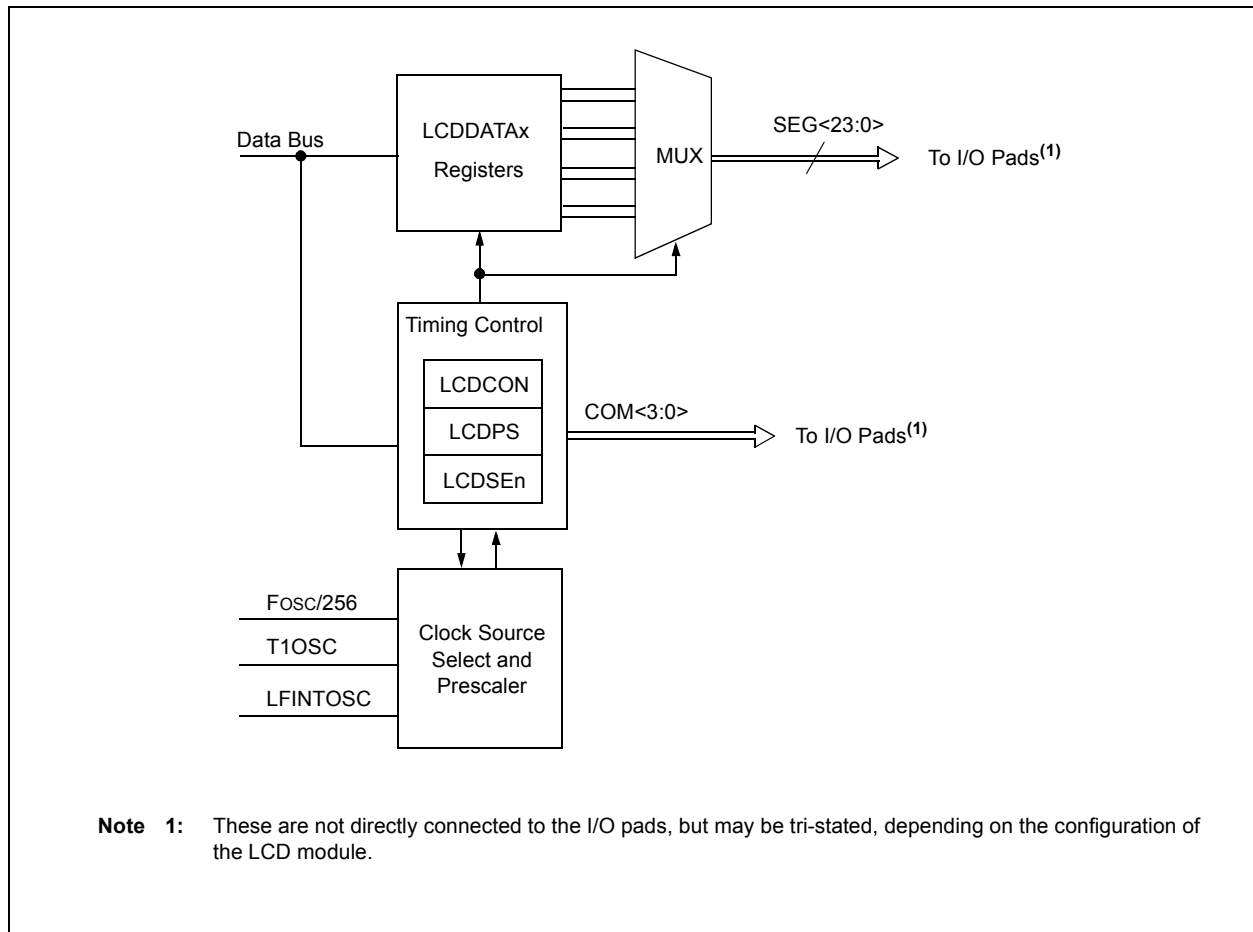 LCDDATAx
Registers
Data Bus
MUX
SEG<23:0>
To I/O Pads(1)
Timing Control
LCDCON
LCDPS
LCDSEn
COM<3:0>
To I/O Pads(1)
FOSC/256
T1OSC
LFINTOSC
Clock Source
Select and
Prescaler
Note 1: These are not directly connected to the I/O pads, but may be tri-stated, depending on the configuration of
the LCD module.